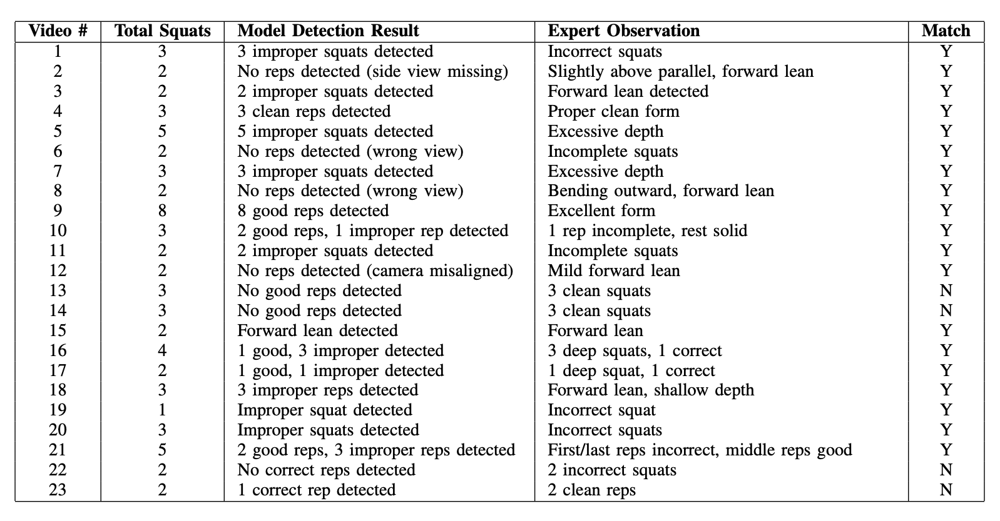 Video # Total Squats Model Detection Result Expert Observation Match
1 3 3 improper squats detected Incorrect squats Y
2 2 No reps detected (side view missing) Slightly above parallel, forward lean Y
3 2 2 improper squats detected Forward lean detected Y
4 3 3 clean reps detected Proper clean form Y
5 5 5 improper squats detected Excessive depth Y
6 2 No reps detected (wrong view) Incomplete squats Y
7 3 3 improper squats detected Excessive depth Y
8 2 No reps detected (wrong view) Bending outward, forward lean Y
9 8 8 good reps detected Excellent form Y
10 3 2 good reps, 1 improper rep detected 1 rep incomplete, rest solid Y
11 2 2 improper squats detected Incomplete squats Y
12 2 No reps detected (camera misaligned) Mild forward lean Y
13 3 No good reps detected 3 clean squats N
14 3 No good reps detected 3 clean squats N
15 2 Forward lean detected Forward lean Y
16 4 1 good, 3 improper detected 3 deep squats, 1 correct Y
17 2 1 good, 1 improper detected 1 deep squat, 1 correct Y
18 3 3 improper reps detected Forward lean, shallow depth Y
19 1 Improper squat detected Incorrect squat Y
20 3 Improper squats detected Incorrect squats Y
21 5 2 good reps, 3 improper reps detected First/last reps incorrect, middle reps good Y
22 2 No correct reps detected 2 incorrect squats N
23 2 1 correct rep detected 2 clean reps N